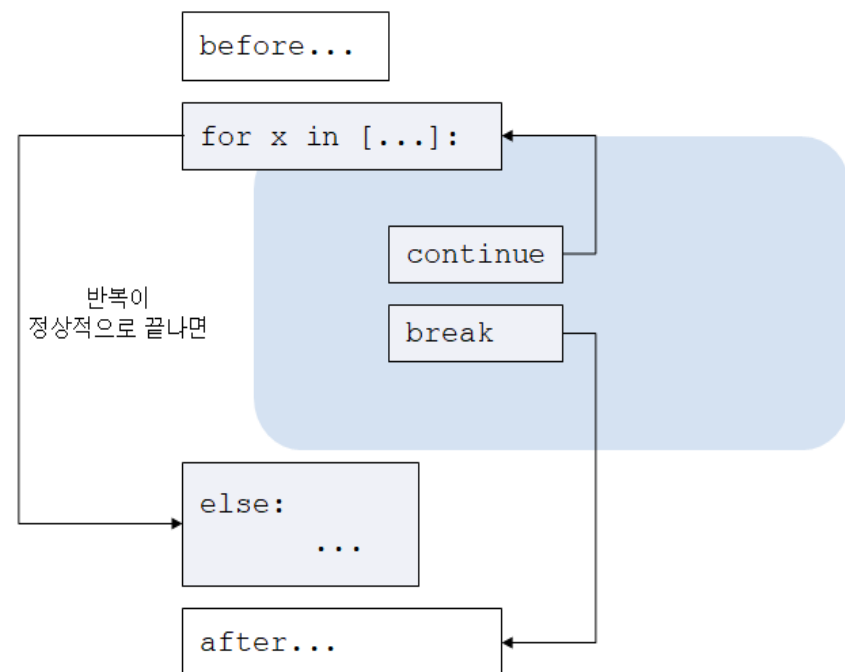 before...
for x in [...]:
continue
반복이
정상적으로 끝나면
break
else:
...
after...